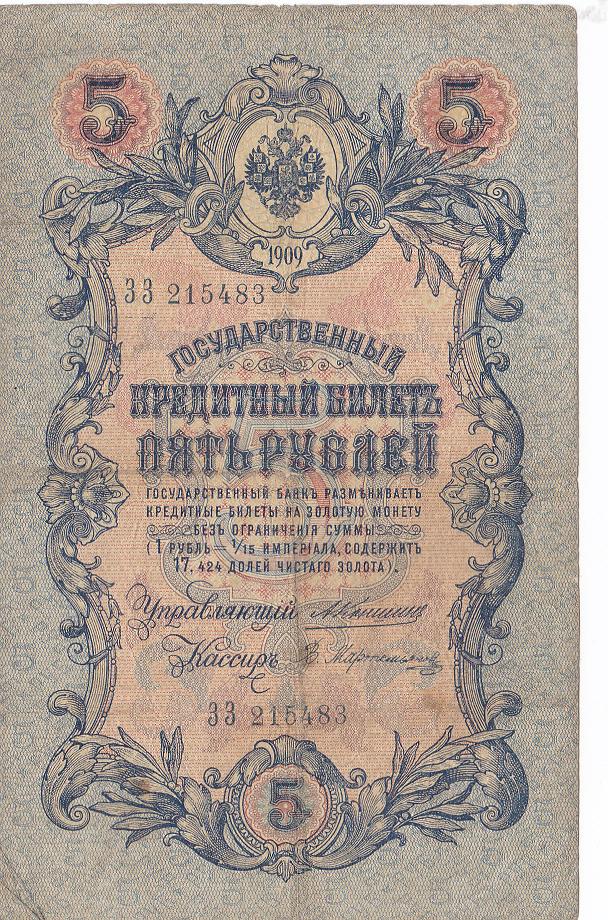 5 5
1909
ЗЗ 215483
ГОСУДАРСТВЕННЫЙ
КРЕДИТНЫЙ БИЛЕТЪ
ПЯТЬ РУБЛЕЙ
ГОСУДАРСТВЕННЫЙ БАНКЪ РАЗМѢНИВАЕТЪ
КРЕДИТНЫЕ БИЛЕТЫ НА ЗОЛОТУЮ МОНЕТУ
БЕЗЪ ОГРАНИЧЕНІЯ СУММЫ
(1 РУБЛЬ = 1/15 ИМПЕРІАЛА, СОДЕРЖИТЪ
17,424 ДОЛЕЙ ЧИСТАГО ЗОЛОТА).
Управляющій
Кассиръ
ЗЗ 215483
5